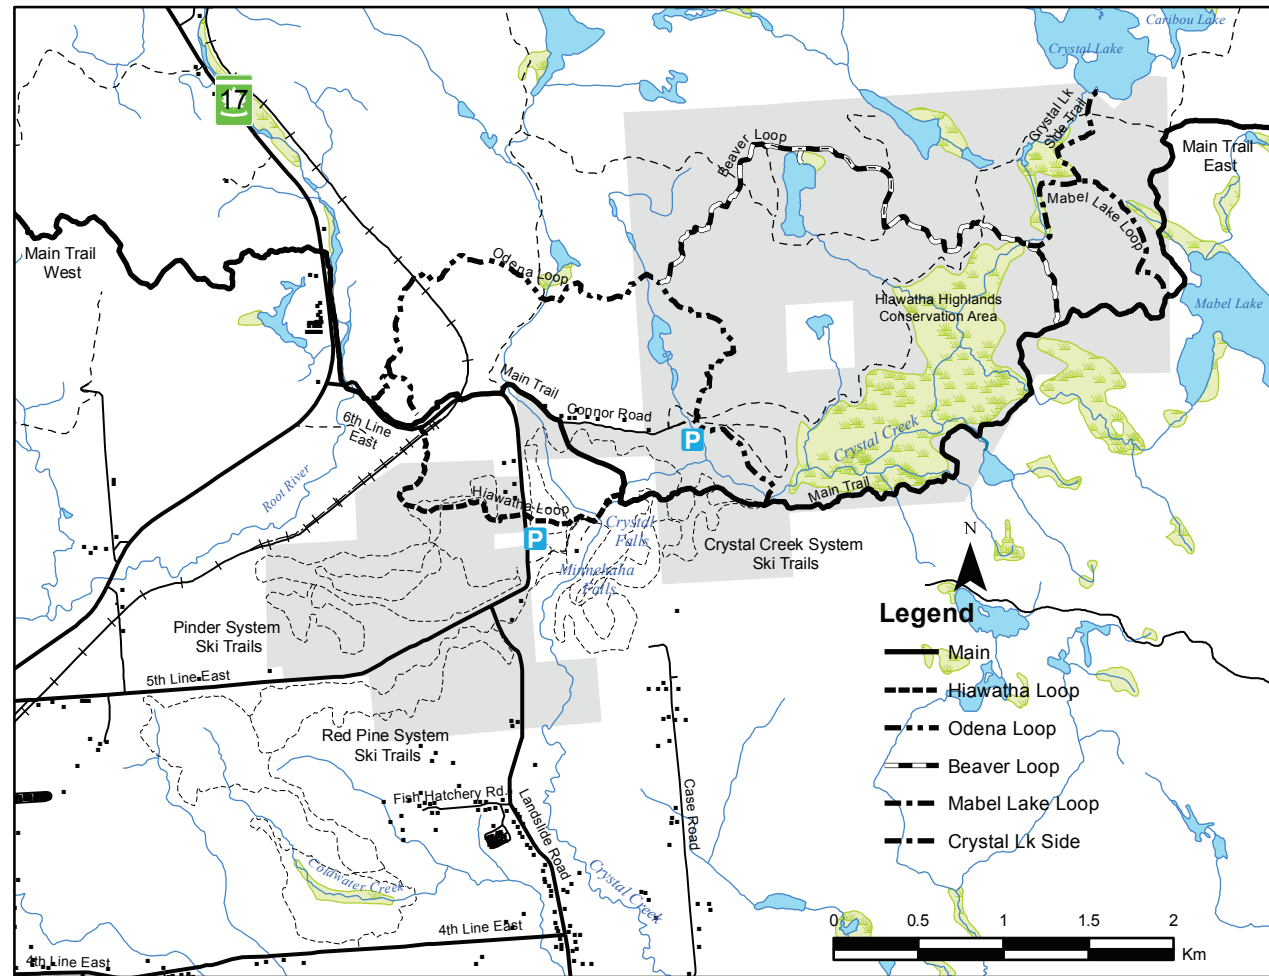 Caribou Lake
Crystal Lake
17
Crystal Lk
Side Trail
Main Trail
East
Beaver Loop
Mabel Lake Loop
Main Trail
West
Odena Loop
Mabel Lake
Hiawatha Highlands
Conservation Area
Main Trail
Connor Road
6th Line
East
P
Crystal Creek
Root River
Hiawatha Loop
Main Trail
Crystal
Falls
P
Crystal Creek System
Ski Trails
N
Minnehaha
Falls
Pinder System
Ski Trails
5th Line East
Red Pine System
Ski Trails
Fish Hatchery Rd.
Landslide Road
Case Road
Coldwater Creek
Crystal Creek
4th Line East
4th Line East
Legend
Main
Hiawatha Loop
Odena Loop
Beaver Loop
Mabel Lake Loop
Crystal Lk Side
0 0.5 1 1.5 2
Km